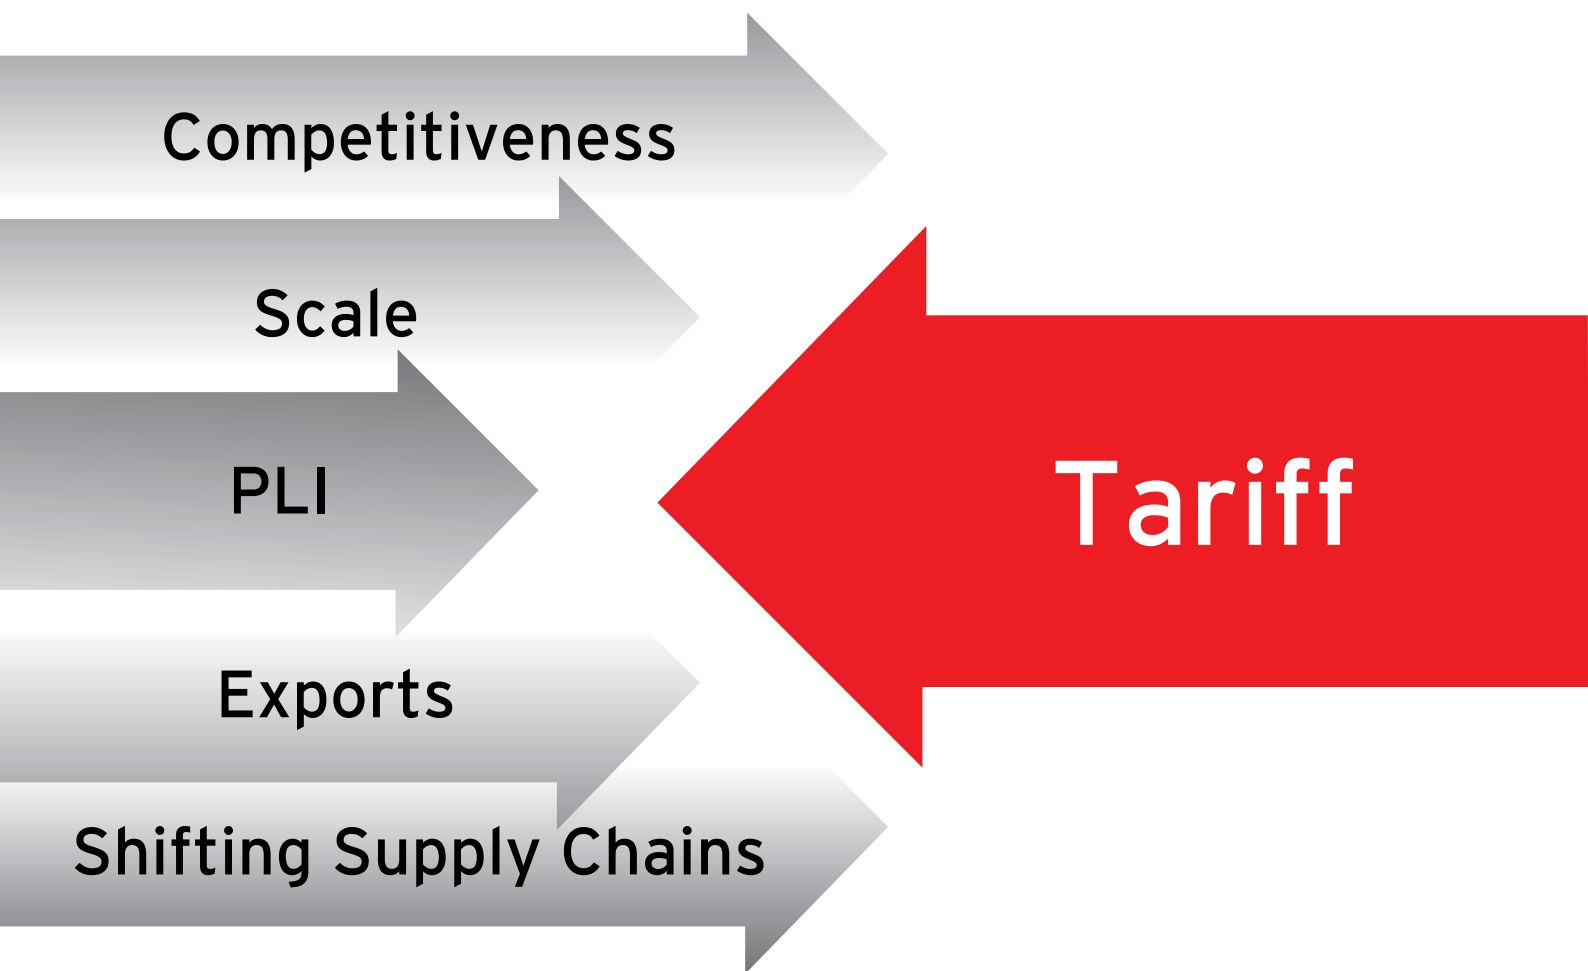 Competitiveness
Scale
PLI
Tariff
Exports
Shifting Supply Chains